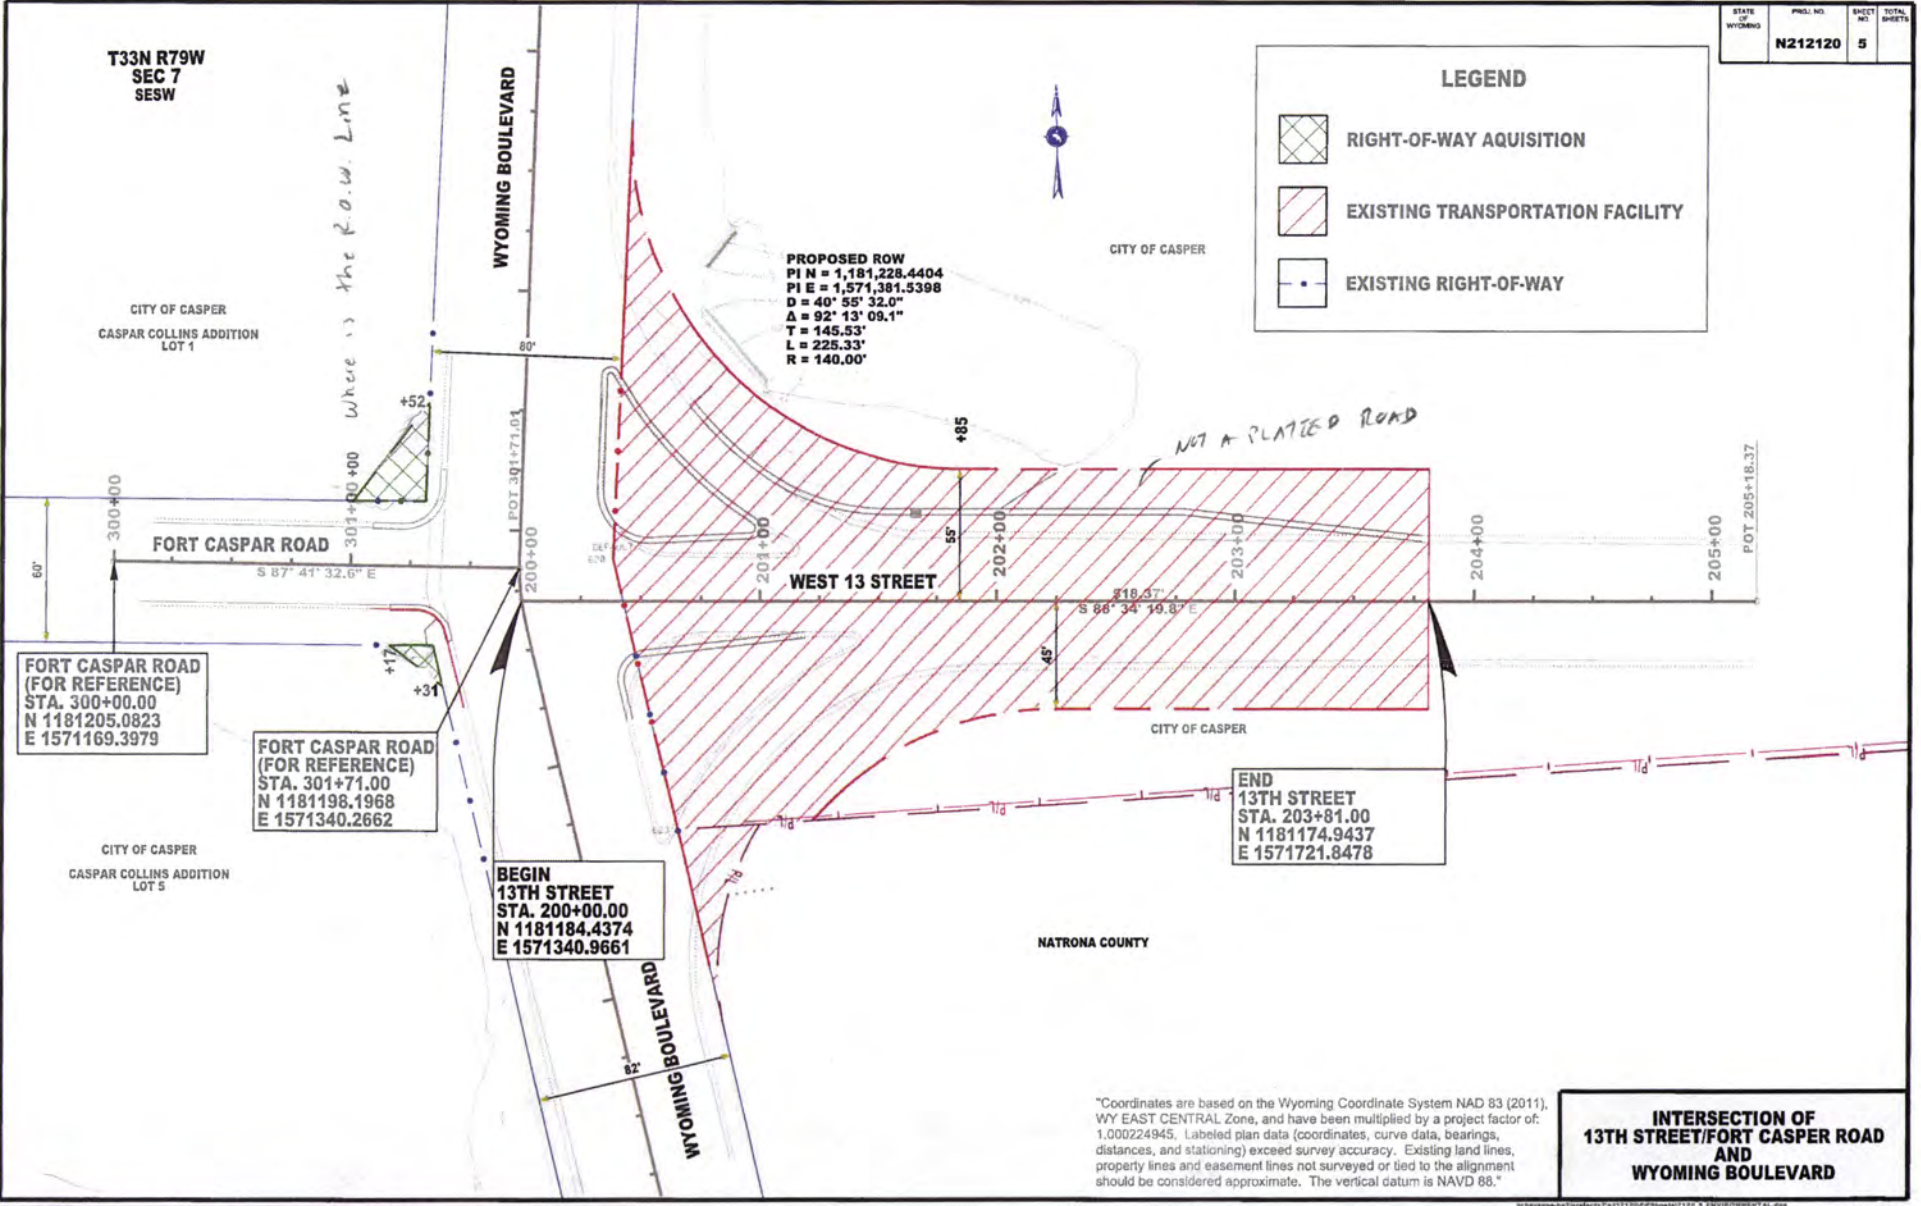 STATE
OF
WYOMING
PROJ. NO.
N212120
SHEET
NO.
5
TOTAL
SHEETS
T33N R79W
SEC 7
SESW
Where is the R.O.W. Line
WYOMING BOULEVARD
LEGEND
RIGHT-OF-WAY AQUISITION
EXISTING TRANSPORTATION FACILITY
EXISTING RIGHT-OF-WAY
CITY OF CASPER
PROPOSED ROW
PI N = 1,181,228.4404
PI E = 1,571,381.5398
D = 40° 55' 32.0"
Δ = 92° 13' 09.1"
T = 145.53'
L = 225.33'
R = 140.00'
CITY OF CASPER
CASPAR COLLINS ADDITION
LOT 1
80'
+52
+85
NOT A PLATTED ROAD
300+00
301+00
+00
POT 301+71.01
200+00
201+00
202+00
203+00
204+00
205+00
POT 205+18.37
FORT CASPAR ROAD
S 87° 41' 32.6" E
60'
55'
WEST 13 STREET
518.37'
S 88° 34' 19.8" E
45'
+17
+31
FORT CASPAR ROAD
(FOR REFERENCE)
STA. 300+00.00
N 1181205.0823
E 1571169.3979
FORT CASPAR ROAD
(FOR REFERENCE)
STA. 301+71.00
N 1181198.1968
E 1571340.2662
CITY OF CASPER
END
13TH STREET
STA. 203+81.00
N 1181174.9437
E 1571721.8478
P/L
P/L
P/L
P/L
P/L
P/L
CITY OF CASPER
CASPAR COLLINS ADDITION
LOT 5
BEGIN
13TH STREET
STA. 200+00.00
N 1181184.4374
E 1571340.9661
NATRONA COUNTY
WYOMING BOULEVARD
82'
"Coordinates are based on the Wyoming Coordinate System NAD 83 (2011),
WY EAST CENTRAL Zone, and have been multiplied by a project factor of:
1.000224945. Labeled plan data (coordinates, curve data, bearings,
distances, and stationing) exceed survey accuracy. Existing land lines,
property lines and easement lines not surveyed or tied to the alignment
should be considered approximate. The vertical datum is NAVD 88."
INTERSECTION OF
13TH STREET/FORT CASPER ROAD
AND
WYOMING BOULEVARD